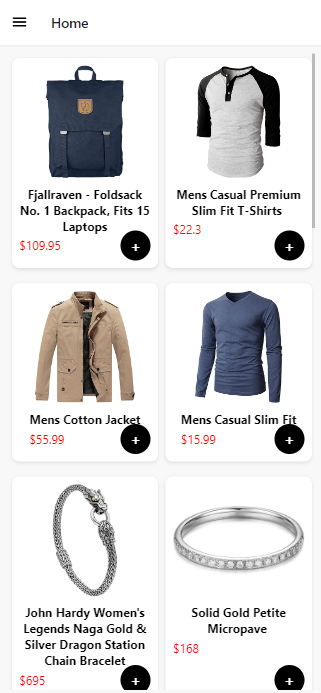 Home
Fjallraven - Foldsack
No. 1 Backpack, Fits 15
Laptops
$109.95
+
Mens Casual Premium
Slim Fit T-Shirts
$22.3
+
Mens Cotton Jacket
$55.99
+
Mens Casual Slim Fit
$15.99
+
John Hardy Women's
Legends Naga Gold &
Silver Dragon Station
Chain Bracelet
$695
+
Solid Gold Petite
Micropave
$168
+